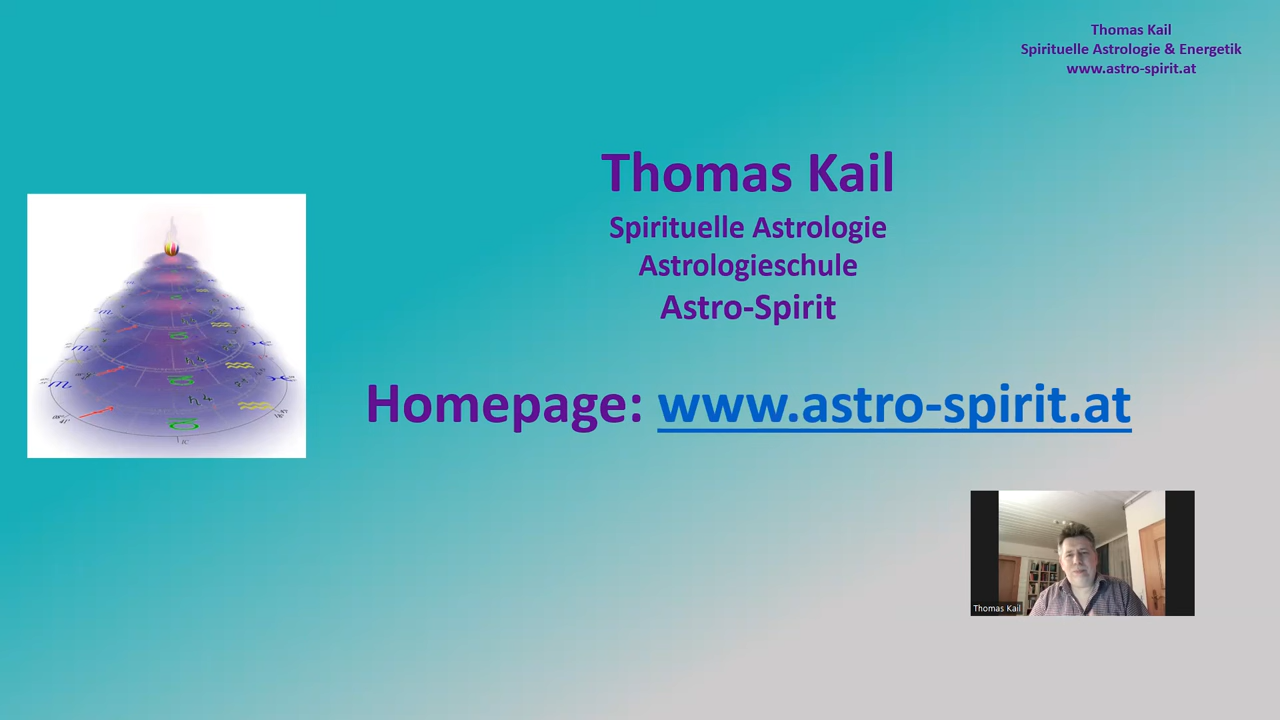 Thomas Kail
Spirituelle Astrologie & Energetik
www.astro-spirit.at
Thomas Kail
Spirituelle Astrologie
Astrologieschule
Astro-Spirit
Homepage: www.astro-spirit.at
IC
Thomas Kail